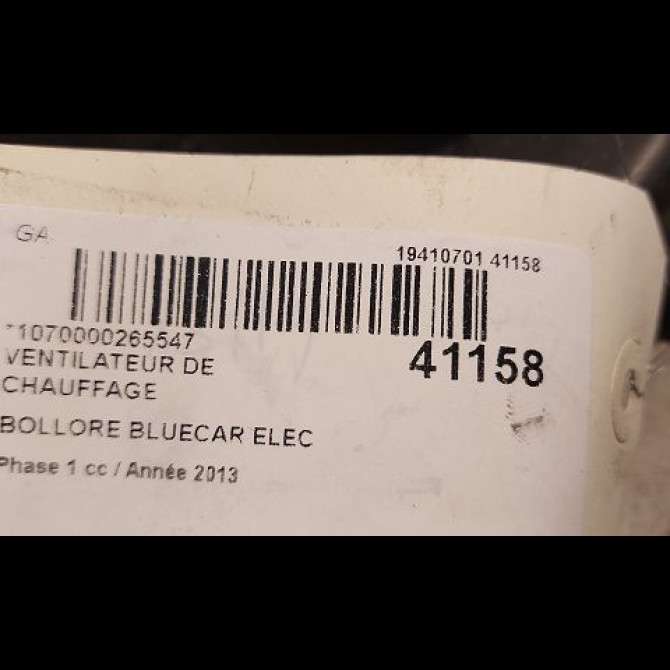 GA
19410701 41158
*1070000265547
41158
VENTILATEUR DE
CHAUFFAGE
BOLLORE BLUECAR ELEC
Phase 1 cc / Année 2013